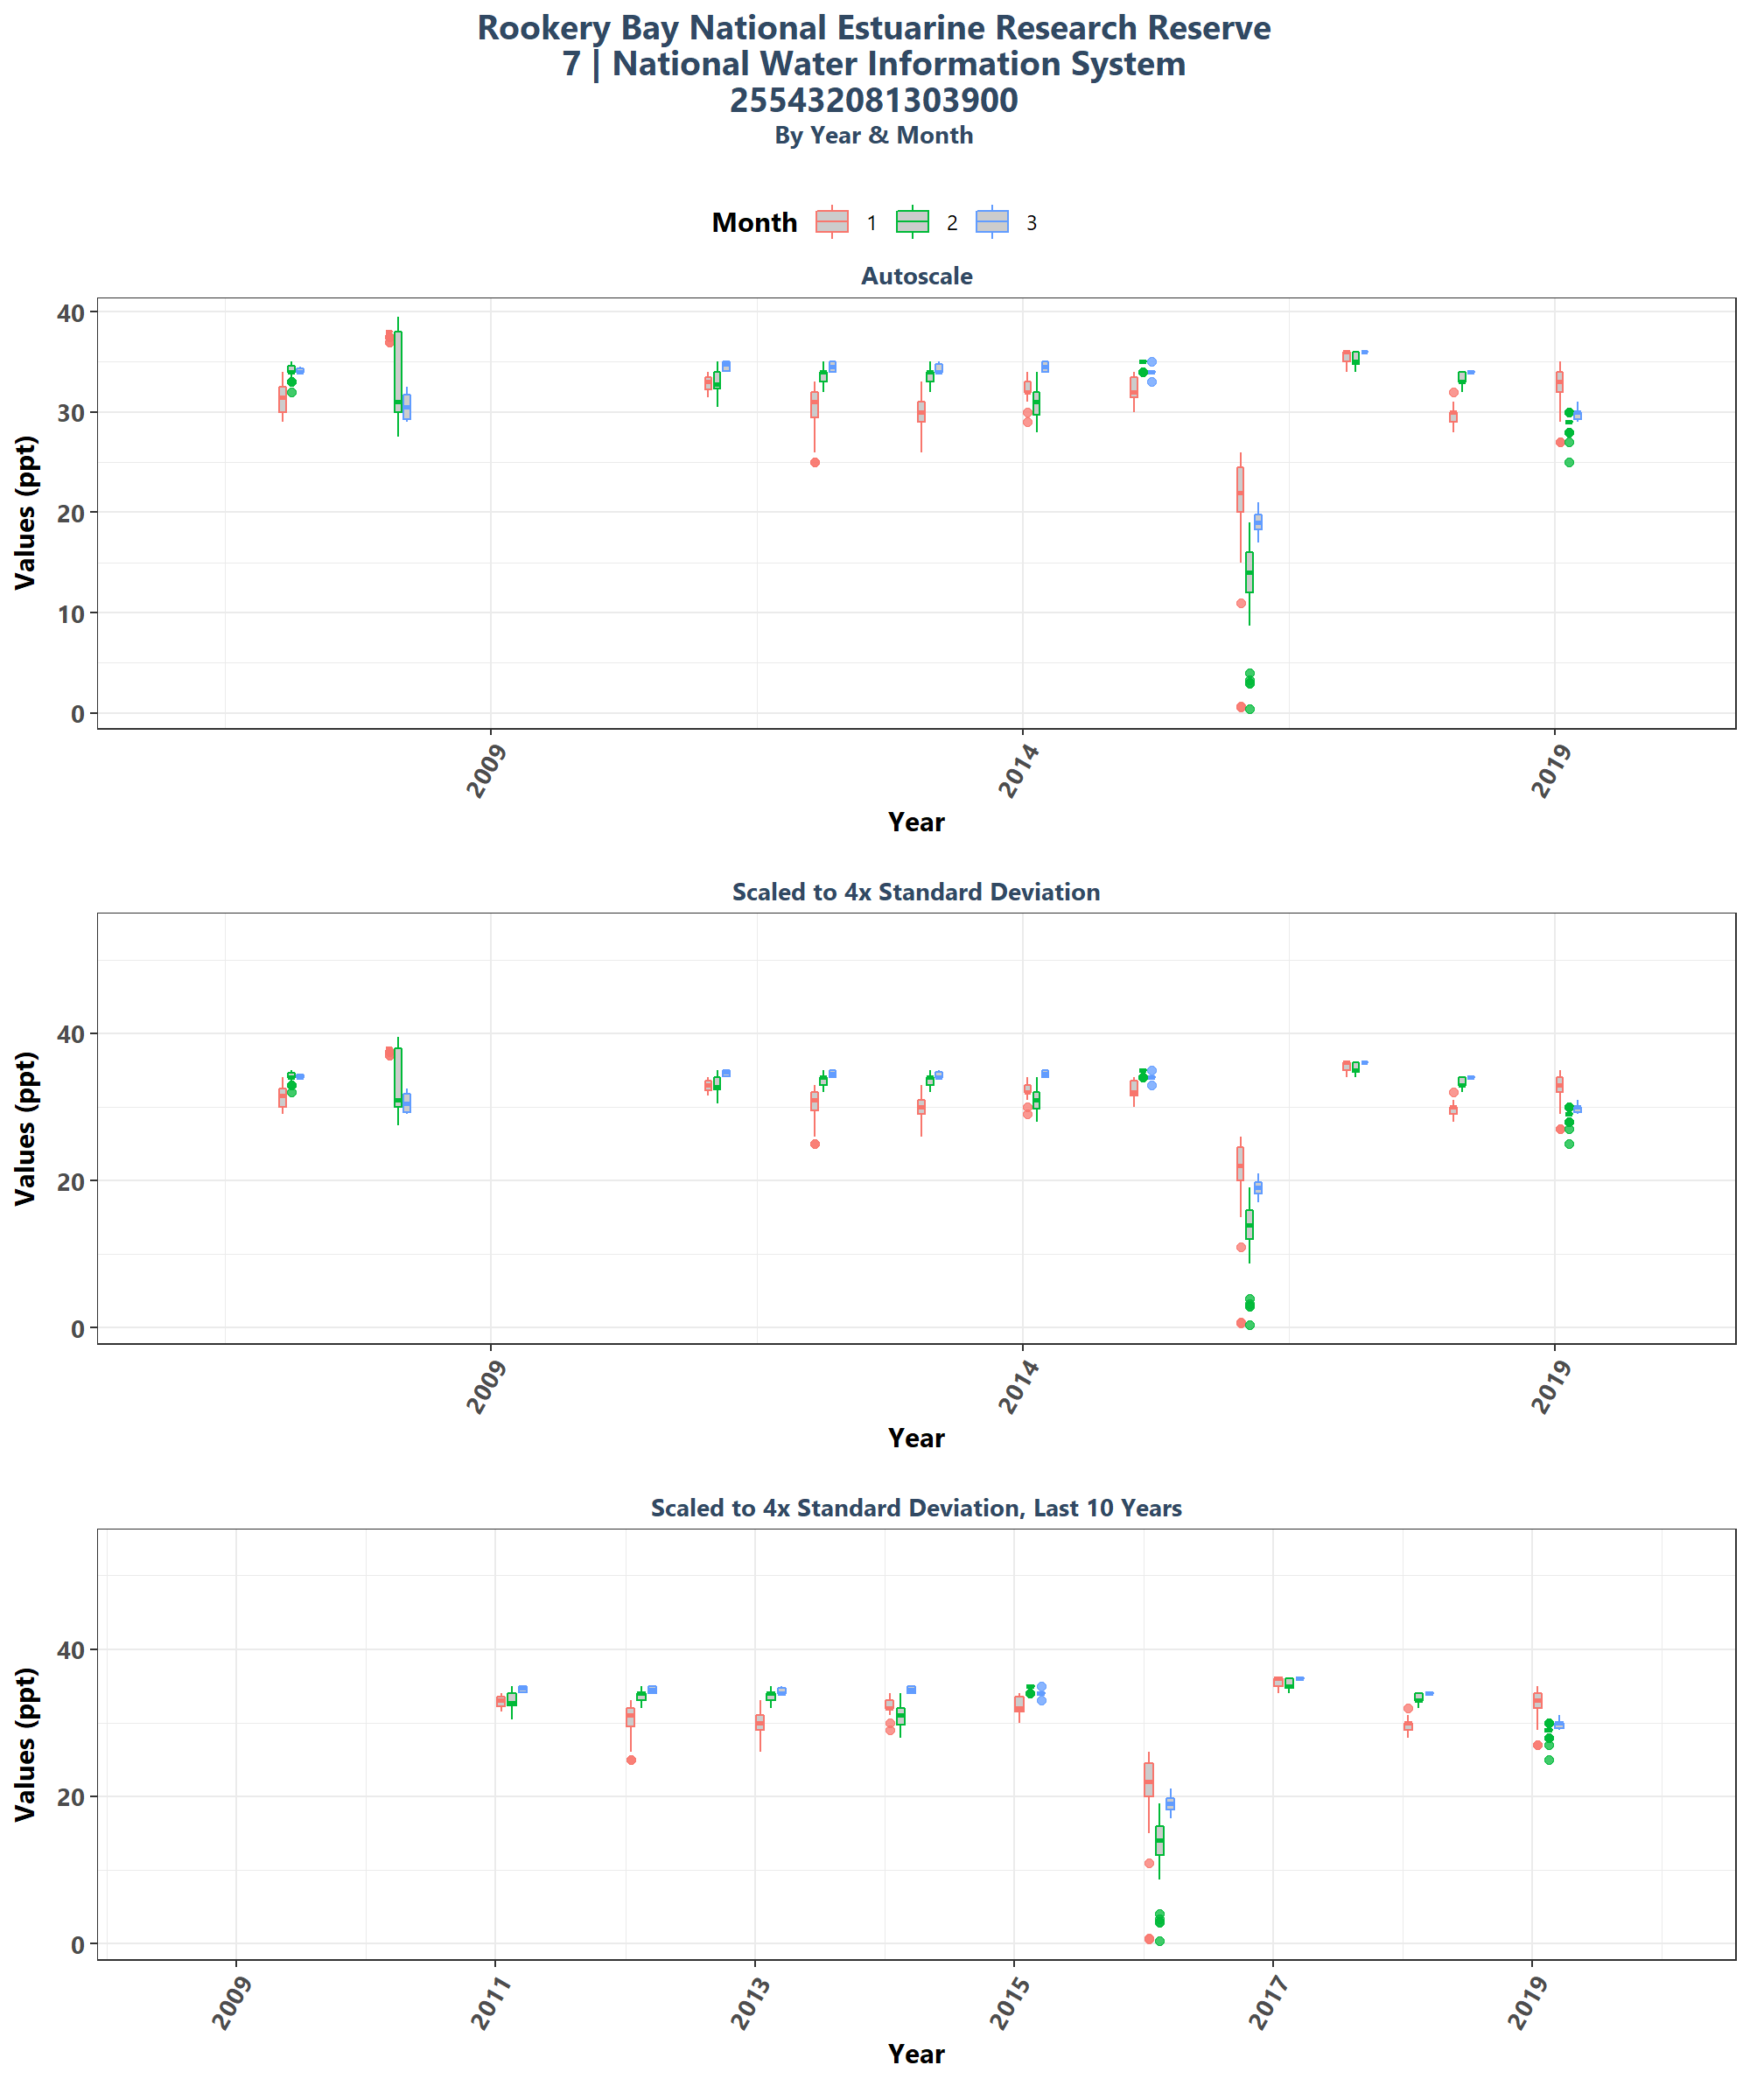 Rookery Bay National Estuarine Research Reserve
7 | National Water Information System
255432081303900
By Year & Month
Month 1 2 3
Autoscale
Values (ppt)
40
30
20
10
0
2009 2014 2019
Year
Scaled to 4x Standard Deviation
Values (ppt)
40
20
0
2009 2014 2019
Year
Scaled to 4x Standard Deviation, Last 10 Years
Values (ppt)
40
20
0
2009 2011 2013 2015 2017 2019
Year